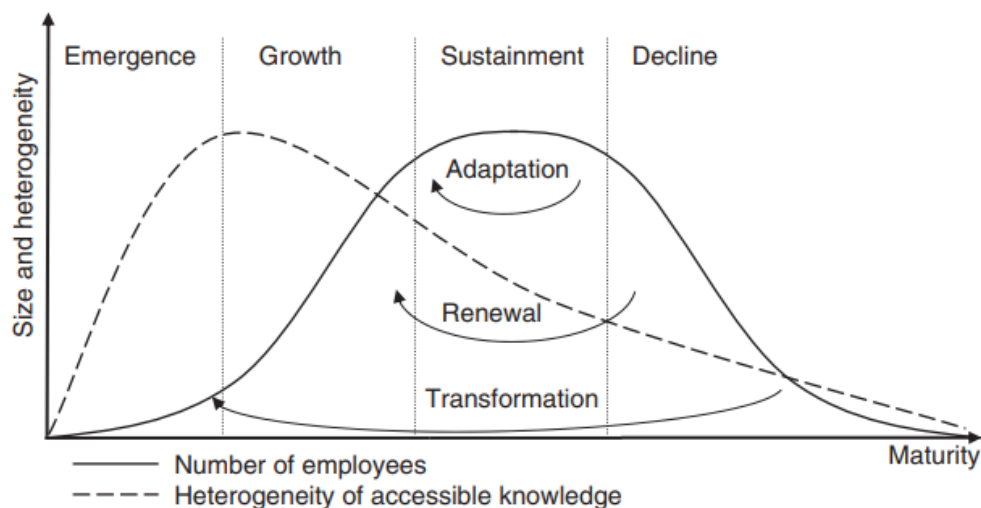 Emergence
Growth
Sustainment
Decline
Size and heterogeneity
Adaptation
Renewal
Transformation
Maturity
Number of employees
Heterogeneity of accessible knowledge